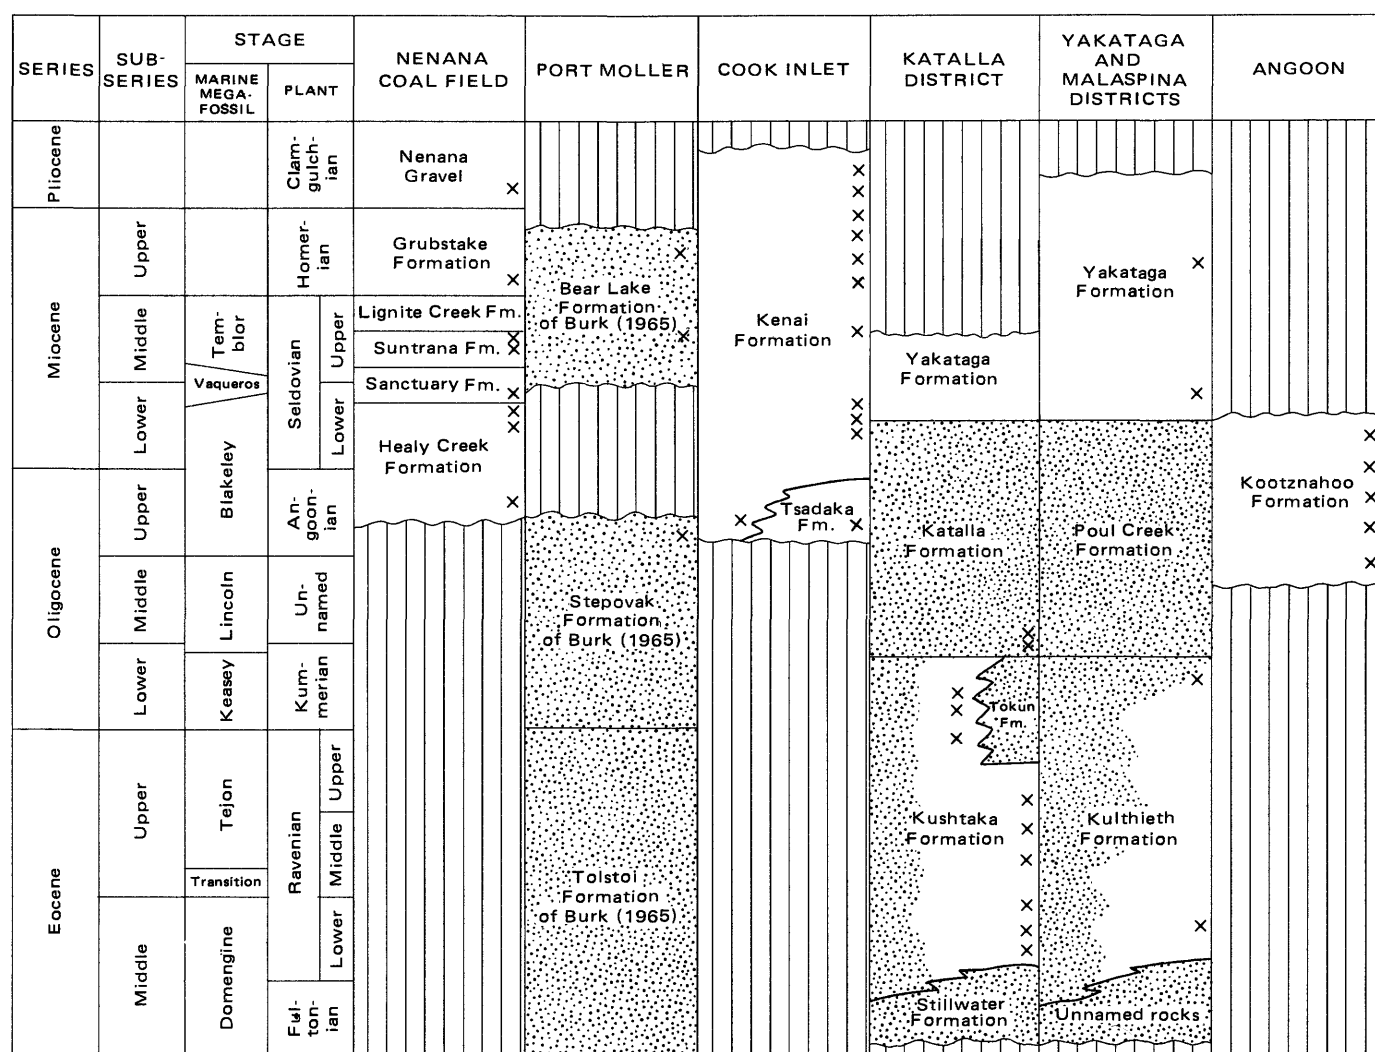 SERIES
SUB-
SERIES
STAGE
MARINE
MEGA-
FOSSIL
PLANT
NENANA
COAL FIELD
PORT MOLLER
COOK INLET
KATALLA
DISTRICT
YAKATAGA
AND
MALASPINA
DISTRICTS
ANGOON
Pliocene
Miocene
Oligocene
Eocene
Upper
Middle
Lower
Upper
Middle
Lower
Upper
Middle
Tem-
blor
Vaqueros
Blakeley
Lincoln
Keasey
Tejon
Transition
Domengine
Clam-
gulch-
ian
Homer-
ian
Seldovian
Upper
Lower
An-
goon-
ian
Un-
named
Kum-
merian
Ravenian
Upper
Middle
Lower
Ful-
ton-
ian
Nenana
Gravel
Grubstake
Formation
Lignite Creek Fm.
Suntrana Fm.
Sanctuary Fm.
Healy Creek
Formation
Bear Lake
Formation
of Burk (1965)
Stepovak
Formation
of Burk (1965)
Tolstoi
Formation
of Burk (1965)
Kenai
Formation
Tsadaka
Fm.
Yakataga
Formation
Katalla
Formation
Tokun
Fm.
Kushtaka
Formation
Stillwater
Formation
Yakataga
Formation
Poul Creek
Formation
Kulthieth
Formation
Unnamed rocks
Kootznahoo
Formation